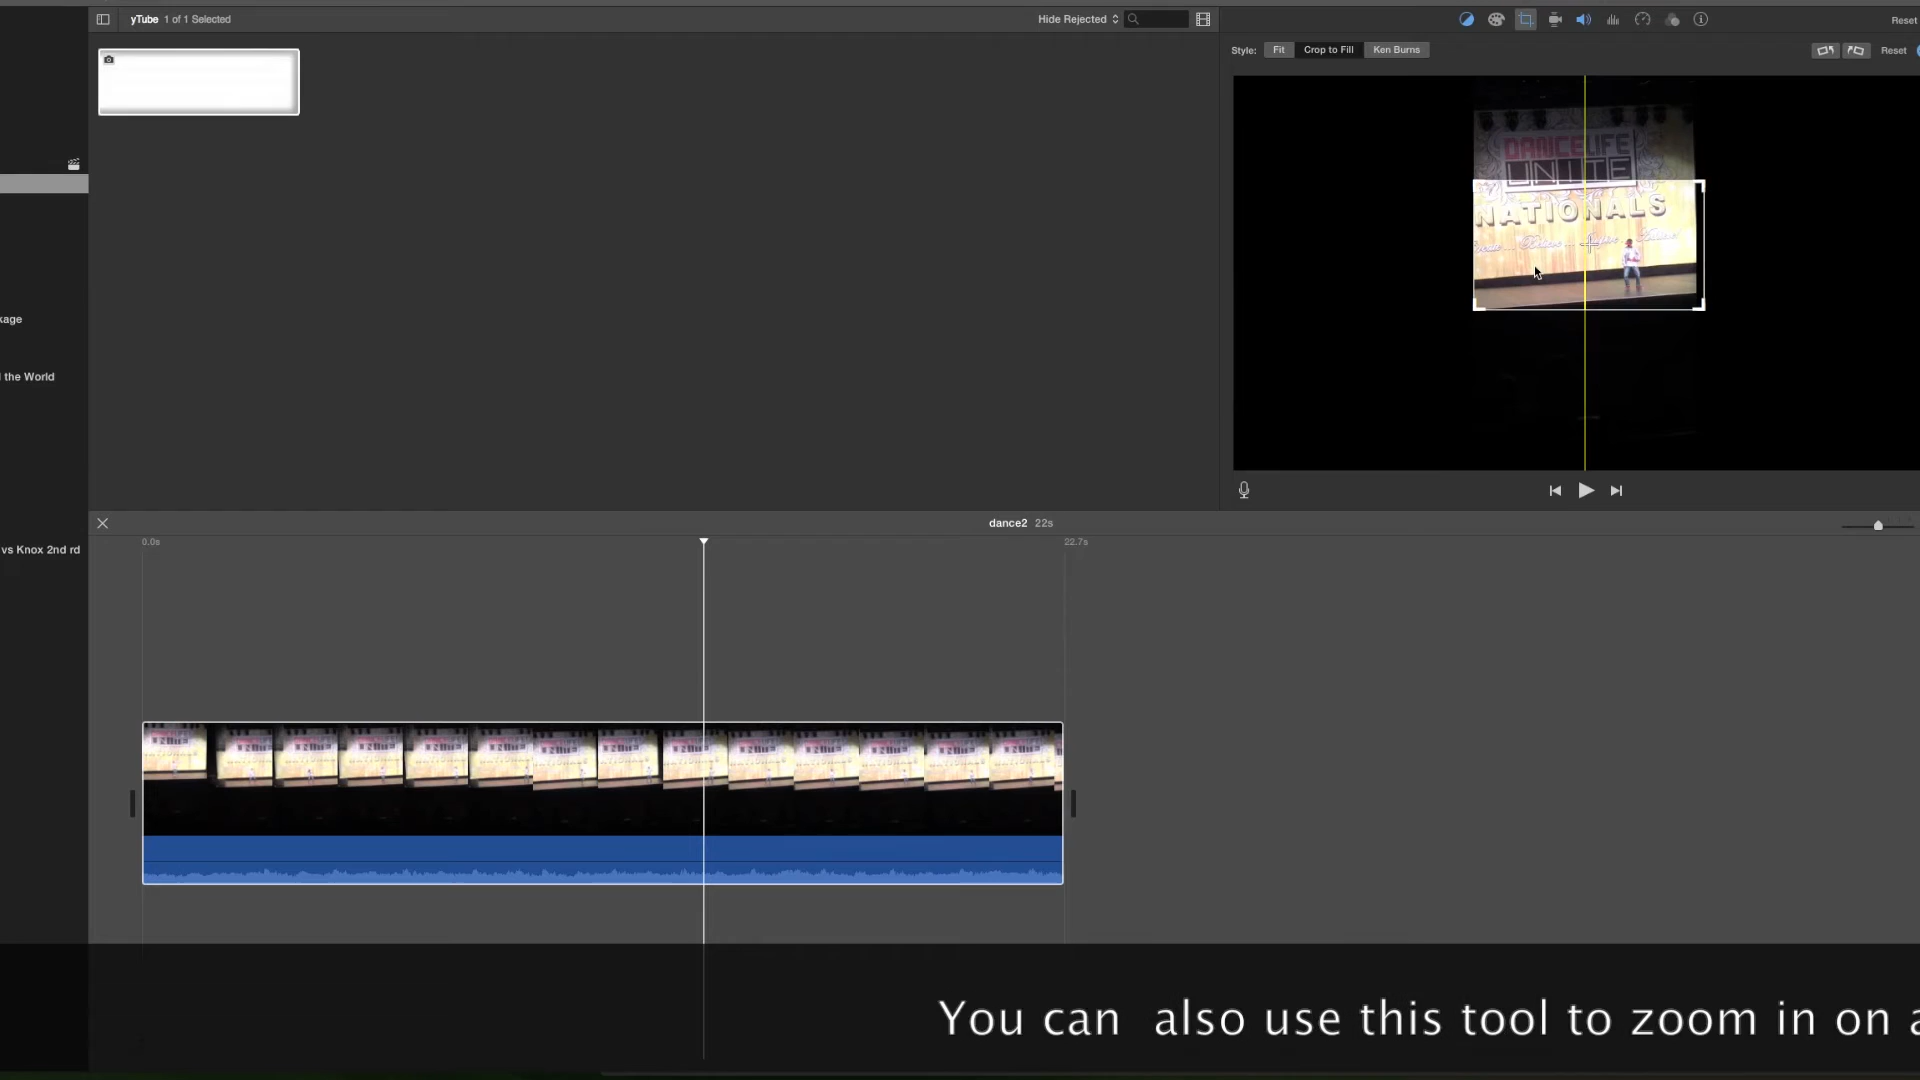 yTube 1 of 1 Selected
Hide Rejected
Reset
Style: Fit Crop to Fill Ken Burns
Reset
DANCELIFE
UNITE
NATIONALS
kage
the World
vs Knox 2nd rd
dance2 22s
0.0s
22.7s
You can also use this tool to zoom in on a